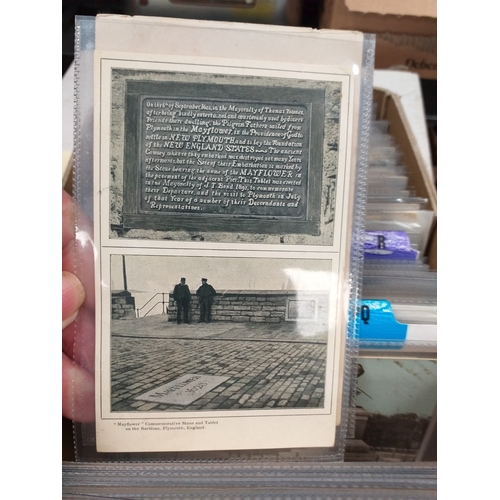 On the 6th of September, 1620, in the Mayoralty of Thomas Fownes,
after being "kindly entertained and courteously used by divers
Friends there dwelling," the Pilgrim Fathers sailed from
Plymouth in the MAYFLOWER, in the Providence of God to
settle in NEW PLYMOUTH and to lay the Foundation
of the NEW ENGLAND STATES The ancient
Cawsey whence they embarked was destroyed not many Years
afterwards, but the Site of their Embarkation is marked by
the Stone bearing the name of the MAYFLOWER in
the pavement of the adjacent Pier. This Tablet was erected
in the Mayoralty of J. T. Bond 1891, to commemorate
their Departure, and the visit to Plymouth in July
of that Year of a number of their Descendants and
Representatives.
MAYFLOWER
1620
"Mayflower" Commemorative Stone and Tablet
on the Barbican, Plymouth, England.
R
Q